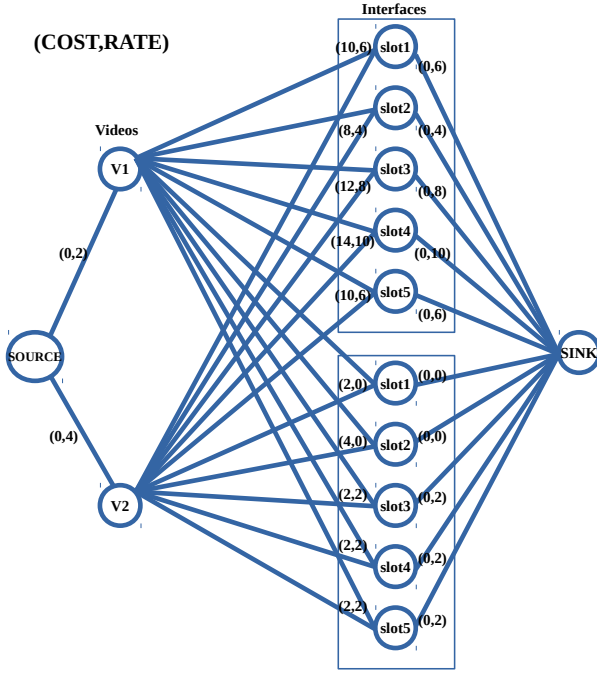 Interfaces
(COST,RATE)
(10,6)
slot1
(0,6)
slot2
Videos
(8,4)
(0,4)
V1
slot3
(12,8)
(0,8)
slot4
(14,10)
(0,10)
(0,2)
slot5
(10,6)
(0,6)
SOURCE
SINK
slot1
(2,0)
(0,0)
(0,4)
slot2
(4,0)
(0,0)
V2
(2,2)
slot3
(0,2)
(2,2)
slot4
(0,2)
(2,2)
slot5
(0,2)